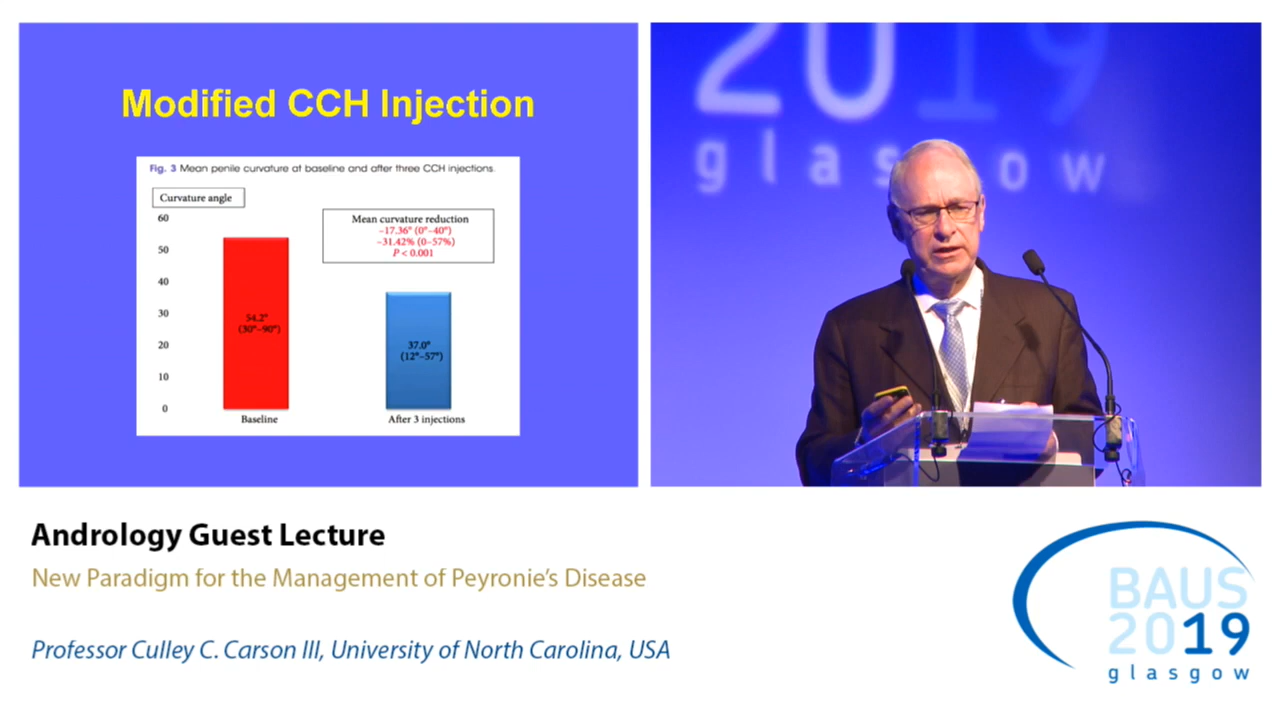 Modified CCH Injection
Fig. 3 Mean penile curvature at baseline and after three CCH injections.
Curvature angle
60
50
40
30
20
10
0
Mean curvature reduction
–17.36° (0°–40°)
–31.42% (0–57%)
P < 0.001
54.2°
(30°–90°)
37.0°
(12°–57°)
Baseline
After 3 injections
2019
glasgow
Andrology Guest Lecture
New Paradigm for the Management of Peyronie's Disease
Professor Culley C. Carson III, University of North Carolina, USA
BAUS
2019
glasgow